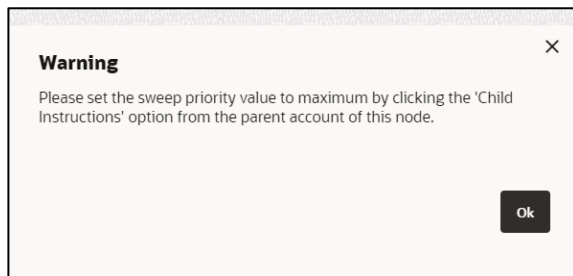 Warning
Please set the sweep priority value to maximum by clicking the 'Child
Instructions' option from the parent account of this node.
Ok